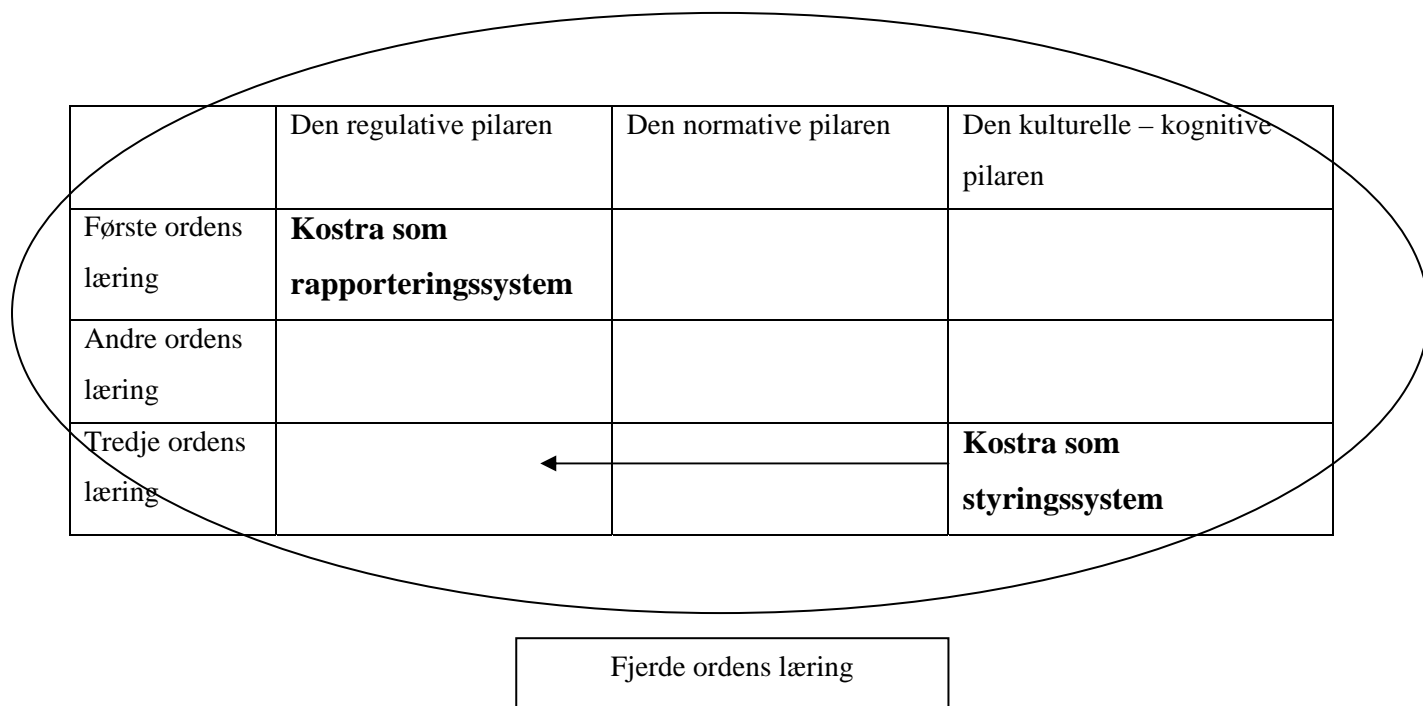 Den regulative pilaren
Den normative pilaren
Den kulturelle – kognitive
pilaren
Første ordens
læring
Kostra som
rapporteringssystem
Andre ordens
læring
Tredje ordens
læring
Kostra som
styringssystem
Fjerde ordens læring